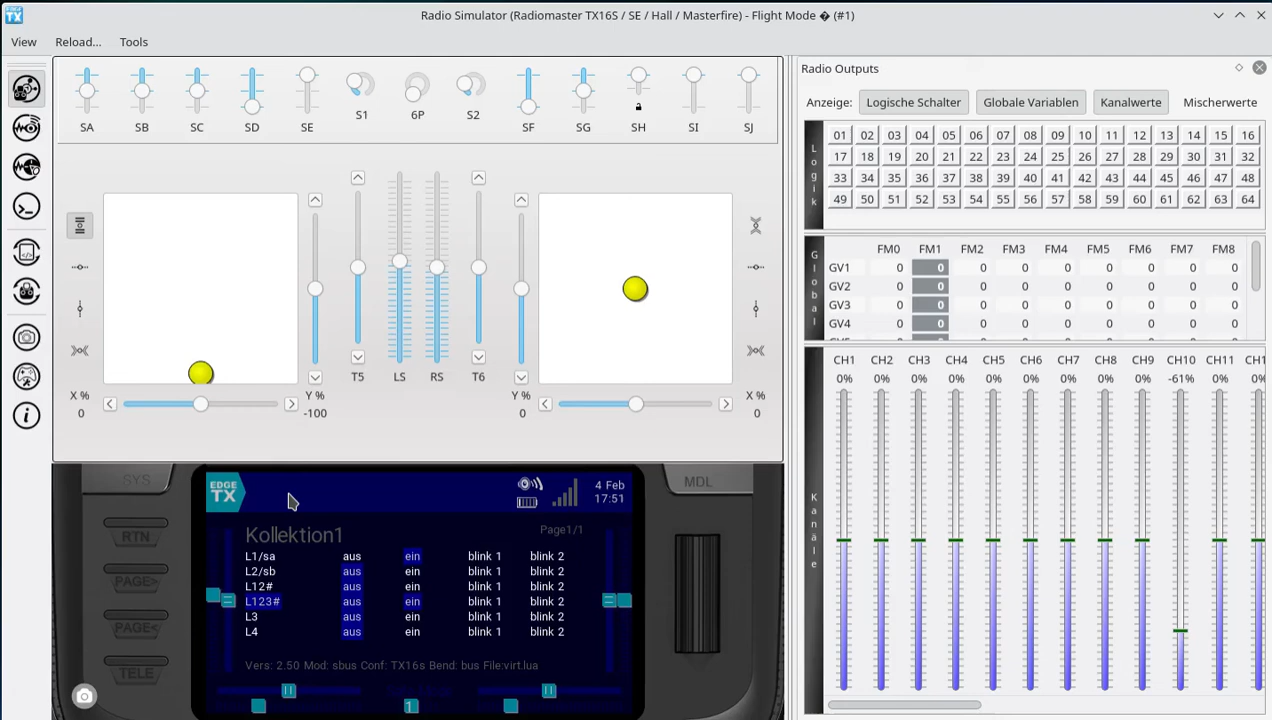 Radio Simulator (Radiomaster TX16S / SE / Hall / Masterfire) - Flight Mode � (#1)
EDGE TX
View Reload... Tools
SA SB SC SD SE S1 6P S2 SF SG SH SI SJ
T5 LS RS T6
X % 0
Y % -100
Y % 0
X % 0
SYS
RTN
PAGE>
PAGE<
TELE
MDL
EDGE TX
4 Feb
17:51
Kollektion1 Page1/1
L1/sa aus ein blink 1 blink 2
L2/sb aus ein blink 1 blink 2
L12# aus ein blink 1 blink 2
L123# aus ein blink 1 blink 2
L3 aus ein blink 1 blink 2
L4 aus ein blink 1 blink 2
Vers: 2.50 Mod: sbus Conf: TX16s Bend: bus File:virt.lua
1
Radio Outputs
Anzeige: Logische Schalter Globale Variablen Kanalwerte Mischerwerte
Logik
01 02 03 04 05 06 07 08 09 10 11 12 13 14 15 16
17 18 19 20 21 22 23 24 25 26 27 28 29 30 31 32
33 34 35 36 37 38 39 40 41 42 43 44 45 46 47 48
49 50 51 52 53 54 55 56 57 58 59 60 61 62 63 64
Global
FM0 FM1 FM2 FM3 FM4 FM5 FM6 FM7 FM8
GV1 0 0 0 0 0 0 0 0 0
GV2 0 0 0 0 0 0 0 0 0
GV3 0 0 0 0 0 0 0 0 0
GV4 0 0 0 0 0 0 0 0 0
Kanäle
CH1 CH2 CH3 CH4 CH5 CH6 CH7 CH8 CH9 CH10 CH11 CH1
0% 0% 0% 0% 0% 0% 0% 0% 0% -61% 0% 0%